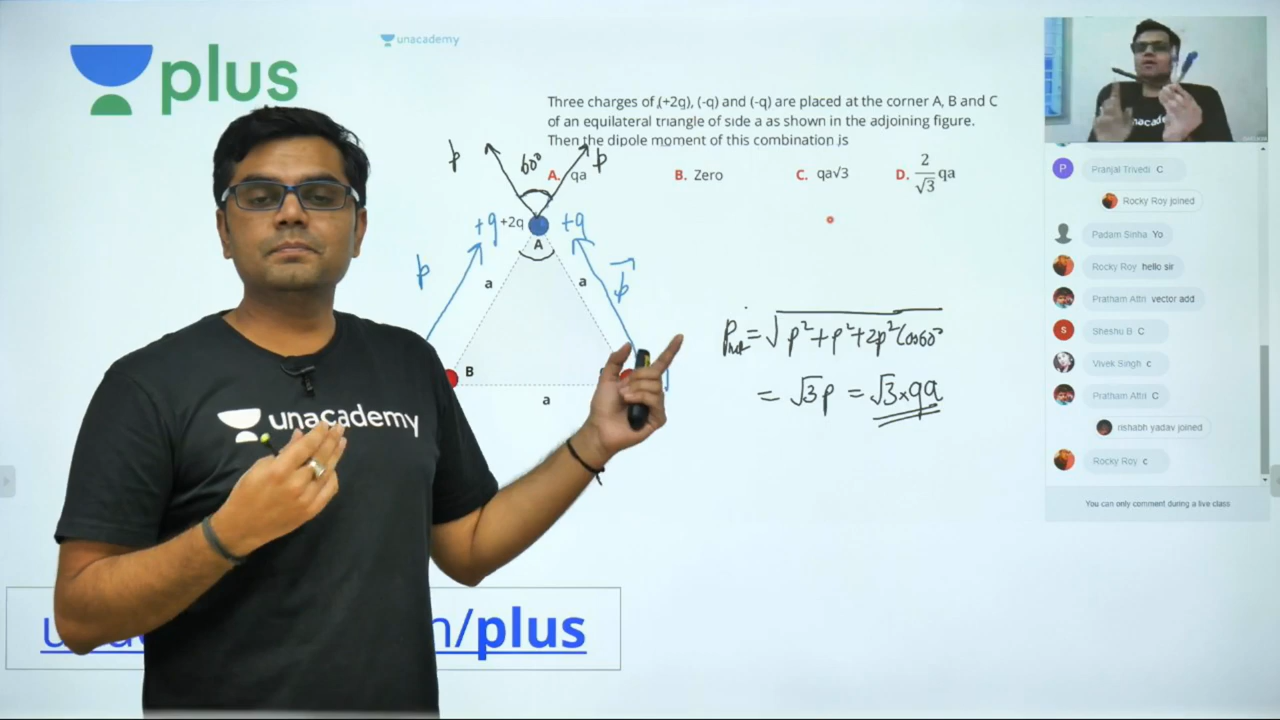 plus
unacademy
Three charges of (+2q), (-q) and (-q) are placed at the corner A, B and C
of an equilateral triangle of side a as shown in the adjoining figure.
Then the dipole moment of this combination is
A. qa
B. Zero
C. qa√3
D. 2/√3 qa
p
60°
p
+q
+2q
+q
A
p
a
a
p
B
a
Pnet = √p²+p²+2p²Cos60°
= √3p = √3×qa
unacademy
/plus
unac
P Pranjal Trivedi C
Rocky Roy joined
Padam Sinha Yo
Rocky Roy hello sir
Pratham Attri vector add
S Sheshu B C
Vivek Singh c
Pratham Attri C
rishabh yadav joined
Rocky Roy c
You can only comment during a live class